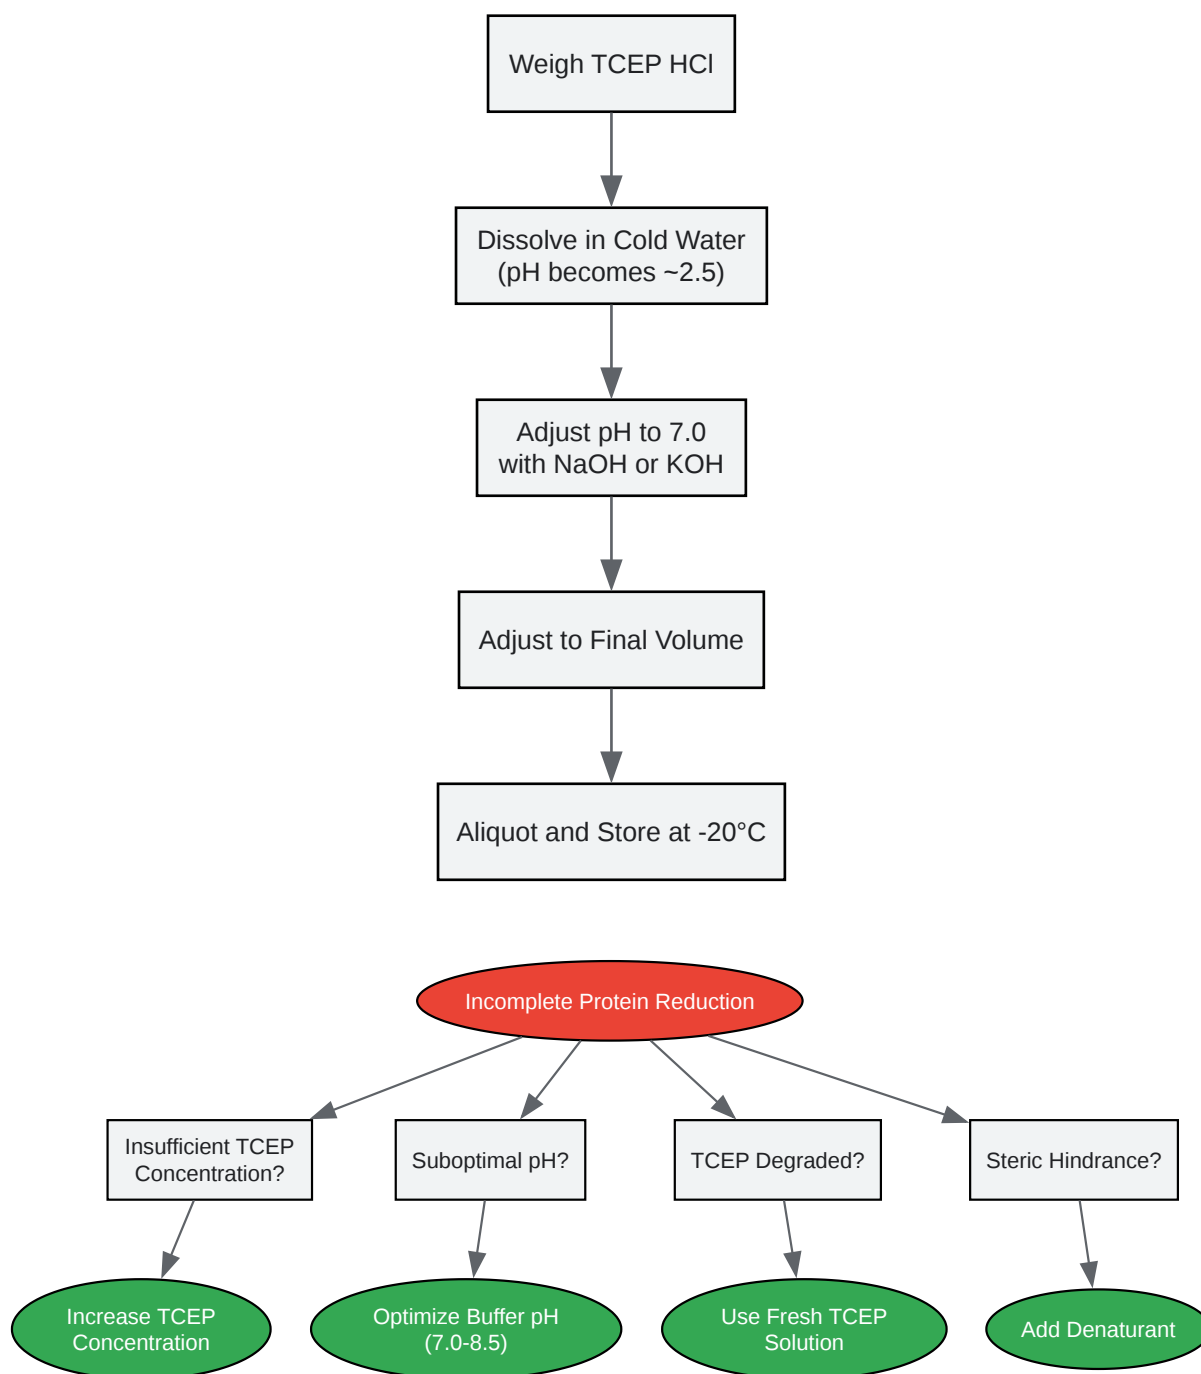 Weigh TCEP HCl
Dissolve in Cold Water
(pH becomes ~2.5)
Adjust pH to 7.0
with NaOH or KOH
Adjust to Final Volume
Aliquot and Store at -20°C
Incomplete Protein Reduction
Insufficient TCEP
Concentration?
Suboptimal pH?
TCEP Degraded?
Steric Hindrance?
Increase TCEP
Concentration
Optimize Buffer pH
(7.0-8.5)
Use Fresh TCEP
Solution
Add Denaturant